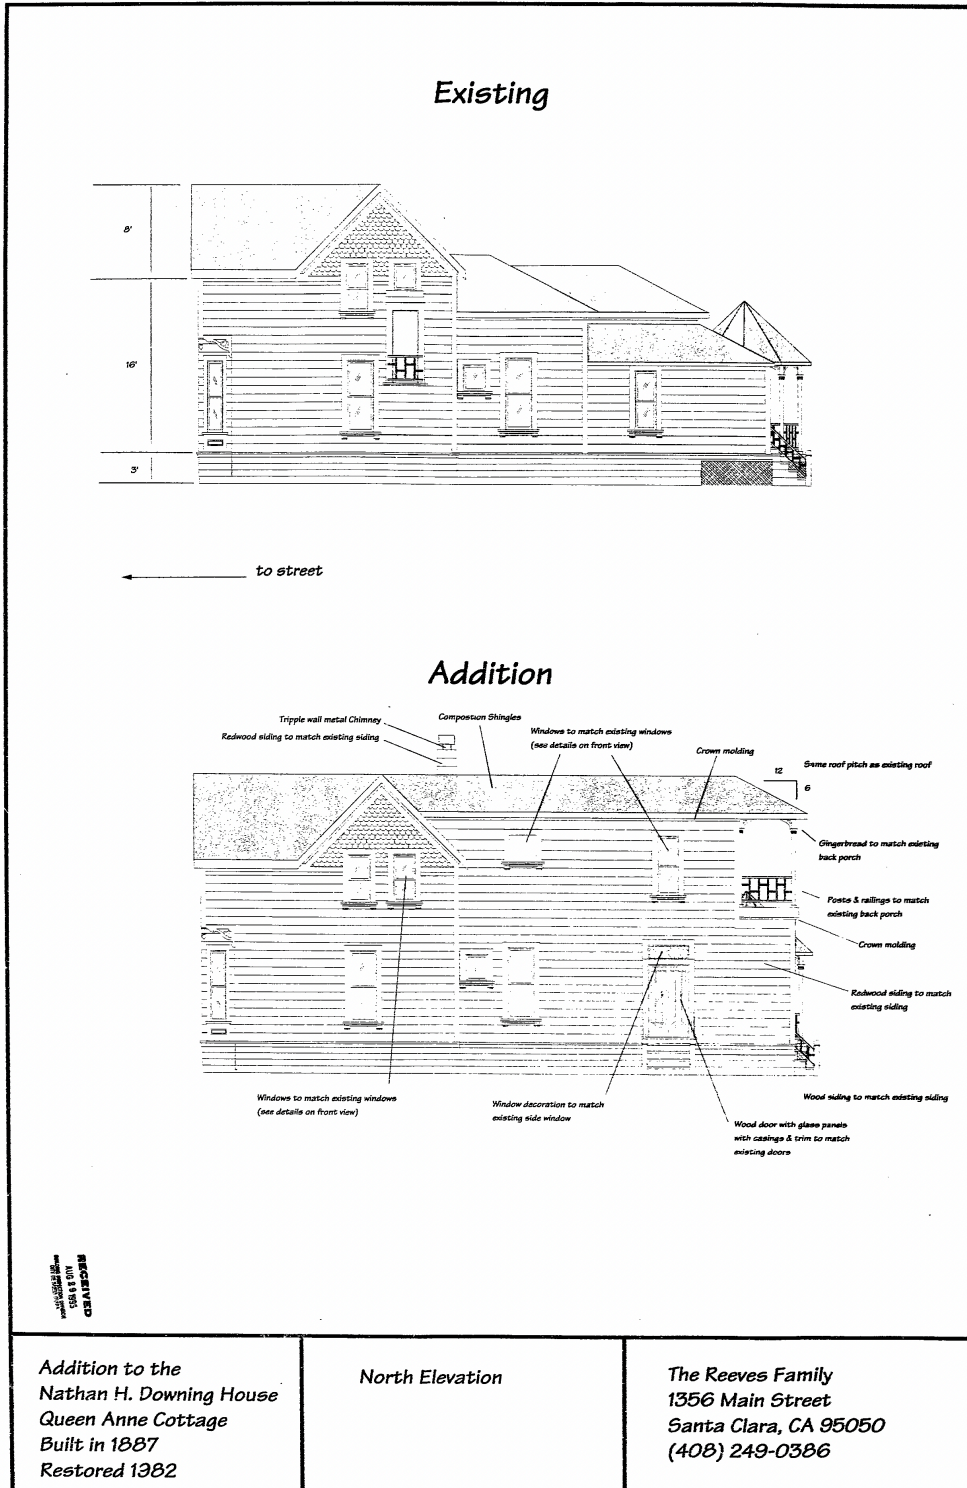 Existing
8'
16'
3'
to street
Addition
Tripple wall metal Chimney
Redwood siding to match existing siding
Compostion Shingles
Windows to match existing windows
(see details on front view)
Crown molding
12
6
Same roof pitch as existing roof
Gingerbread to match existing
back porch
Posts & railings to match
existing back porch
Crown molding
Redwood siding to match
existing siding
Wood siding to match existing siding
Windows to match existing windows
(see details on front view)
Window decoration to match
existing side window
Wood door with glass panels
with casings & trim to match
existing doors
RECEIVED
AUG 29 1995
Addition to the
Nathan H. Downing House
Queen Anne Cottage
Built in 1887
Restored 1982
North Elevation
The Reeves Family
1356 Main Street
Santa Clara, CA 95050
(408) 249-0386